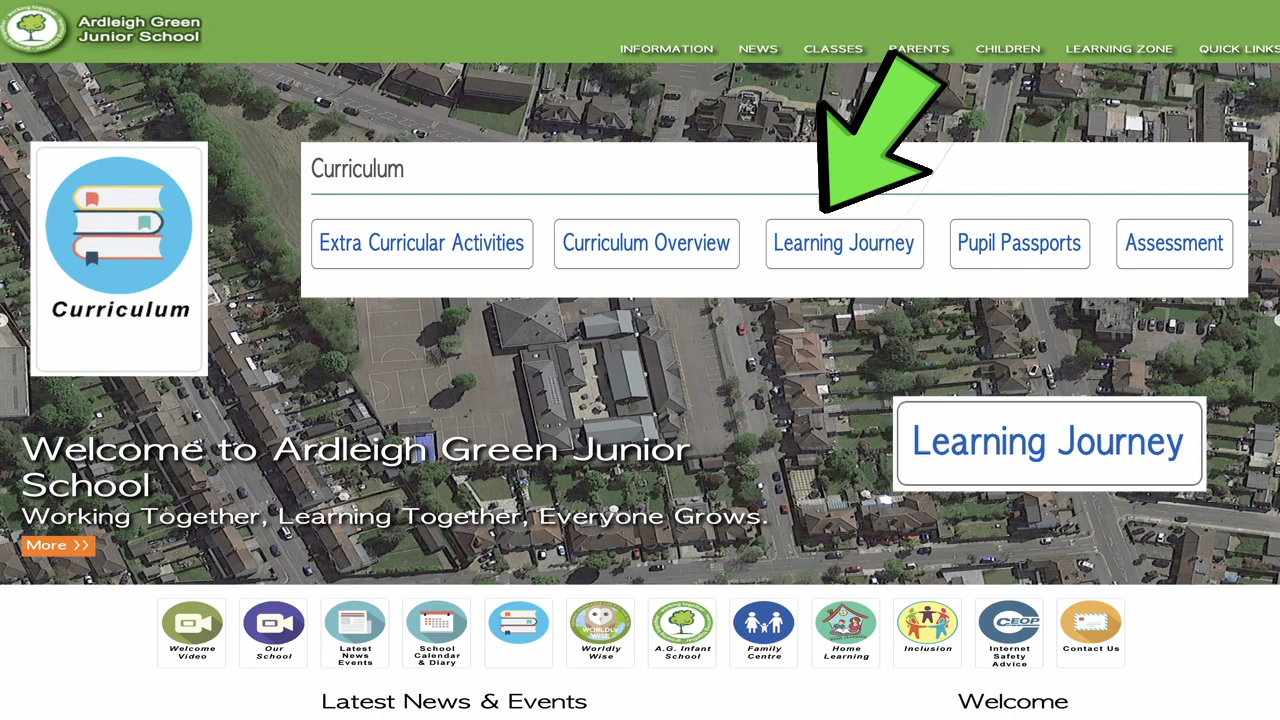 Ardleigh Green
Junior School
INFORMATION NEWS CLASSES PARENTS CHILDREN LEARNING ZONE QUICK LINKS
Curriculum
Extra Curricular Activities Curriculum Overview Learning Journey Pupil Passports Assessment
Curriculum
Learning Journey
Welcome to Ardleigh Green Junior
School
Working Together, Learning Together, Everyone Grows.
More >>
Welcome
Video
Our
School
Latest
News
Events
School
Calendar
& Diary
WORLDLY
WISE
Worldly
Wise
A.G. Infant
School
Family
Centre
Home
Learning
Inclusion
CEOP
Internet
Safety
Advice
Contact Us
Latest News & Events Welcome